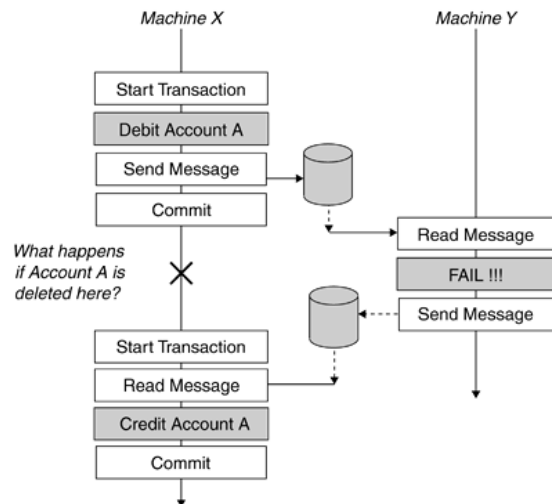 Machine X
Machine Y
Start Transaction
Debit Account A
Send Message
Commit
Read Message
What happens
if Account A is
deleted here?
FAIL !!!
Send Message
Start Transaction
Read Message
Credit Account A
Commit